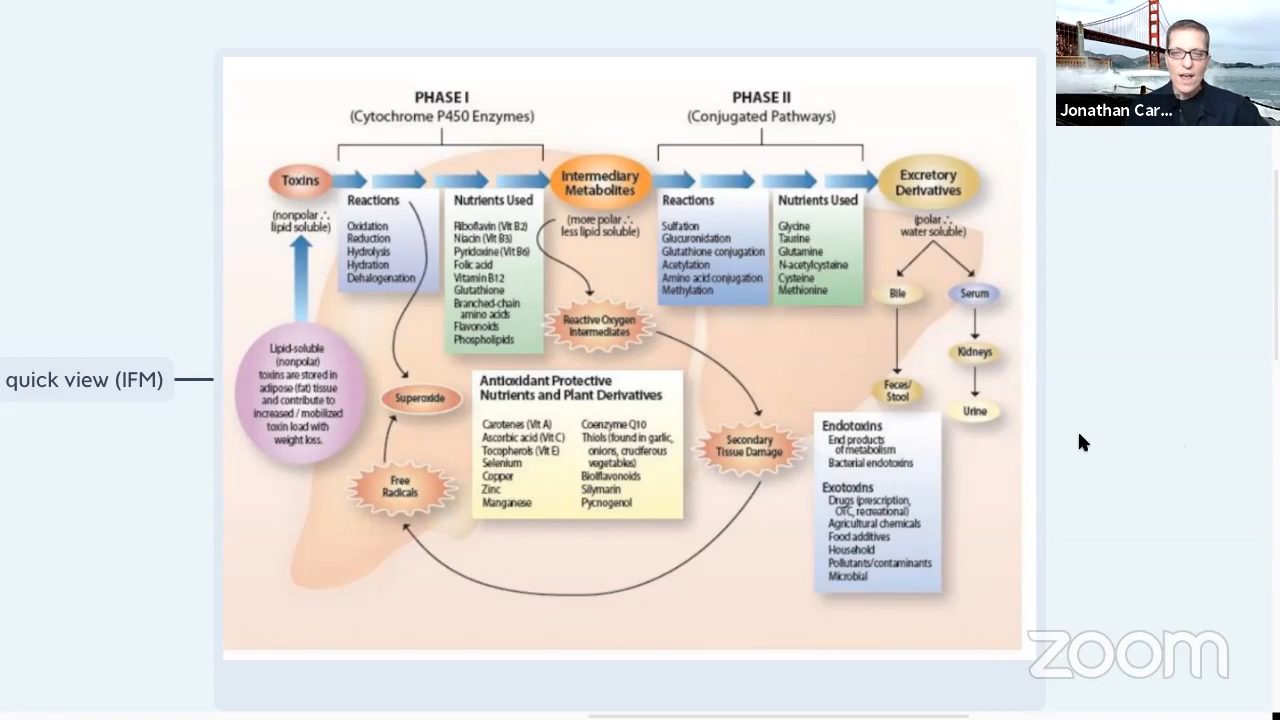 Jonathan Car...
quick view (IFM)
PHASE I
(Cytochrome P450 Enzymes)
PHASE II
(Conjugated Pathways)
Toxins
(nonpolar ∴
lipid soluble)
Reactions
Oxidation
Reduction
Hydrolysis
Hydration
Dehalogenation
Nutrients Used
Riboflavin (Vit B2)
Niacin (Vit B3)
Pyridoxine (Vit B6)
Folic acid
Vitamin B12
Glutathione
Branched-chain
amino acids
Flavonoids
Phospholipids
Intermediary
Metabolites
(more polar ∴
less lipid soluble)
Reactions
Sulfation
Glucuronidation
Glutathione conjugation
Acetylation
Amino acid conjugation
Methylation
Nutrients Used
Glycine
Taurine
Glutamine
N-acetylcysteine
Cysteine
Methionine
Excretory
Derivatives
(polar ∴
water soluble)
Bile
Serum
Kidneys
Feces/
Stool
Urine
Reactive Oxygen
Intermediates
Lipid-soluble
(nonpolar)
toxins are stored in
adipose (fat) tissue
and contribute to
increased / mobilized
toxin load with
weight loss.
Superoxide
Free
Radicals
Antioxidant Protective
Nutrients and Plant Derivatives
Carotenes (Vit A)
Ascorbic acid (Vit C)
Tocopherols (Vit E)
Selenium
Copper
Zinc
Manganese
Coenzyme Q10
Thiols (found in garlic,
onions, cruciferous
vegetables)
Bioflavonoids
Silymarin
Pycnogenol
Secondary
Tissue Damage
Endotoxins
End products
of metabolism
Bacterial endotoxins
Exotoxins
Drugs (prescription,
OTC, recreational)
Agricultural chemicals
Food additives
Household
Pollutants/contaminants
Microbial
zoom